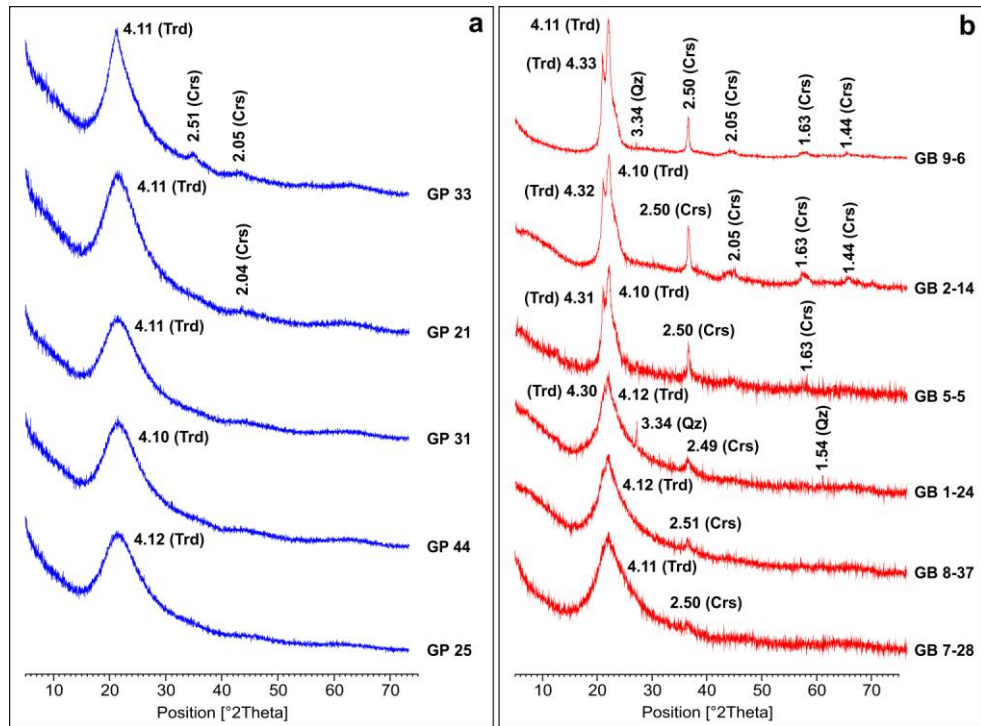 a
4.11 (Trd)
2.51 (Crs)
2.05 (Crs)
GP 33
4.11 (Trd)
2.04 (Crs)
GP 21
4.11 (Trd)
GP 31
4.10 (Trd)
GP 44
4.12 (Trd)
GP 25
10 20 30 40 50 60 70
Position [°2Theta]
b
4.11 (Trd)
(Trd) 4.33
3.34 (Qz)
2.50 (Crs)
2.05 (Crs)
1.63 (Crs)
1.44 (Crs)
GB 9-6
4.10 (Trd)
(Trd) 4.32
2.50 (Crs)
2.05 (Crs)
1.63 (Crs)
1.44 (Crs)
GB 2-14
4.10 (Trd)
(Trd) 4.31
2.50 (Crs)
1.63 (Crs)
GB 5-5
(Trd) 4.30
4.12 (Trd)
3.34 (Qz)
2.49 (Crs)
1.54 (Qz)
GB 1-24
4.12 (Trd)
2.51 (Crs)
GB 8-37
4.11 (Trd)
2.50 (Crs)
GB 7-28
10 20 30 40 50 60 70
Position [°2Theta]